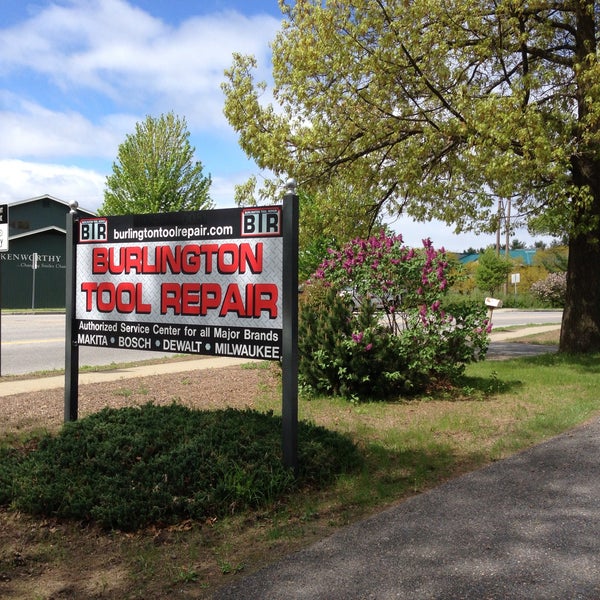 BTR
burlingtontoolrepair.com
BTR
BURLINGTON
TOOL REPAIR
Authorized Service Center for all Major Brands
MAKITA • BOSCH • DEWALT • MILWAUKEE
KENWORTHY